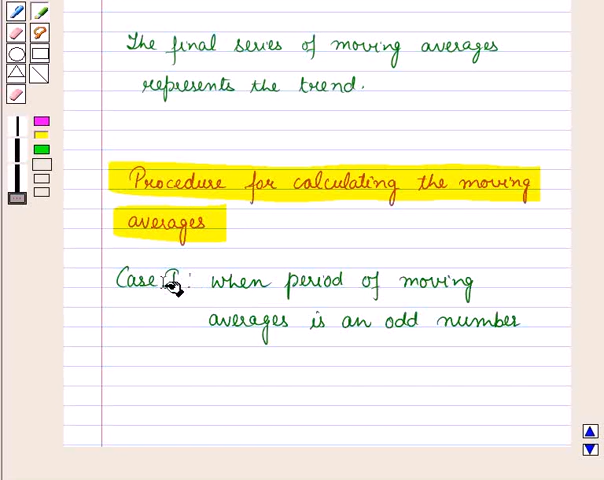 The final series of moving averages
represents the trend.
Procedure for calculating the moving
averages
Case I: when period of moving
averages is an odd number